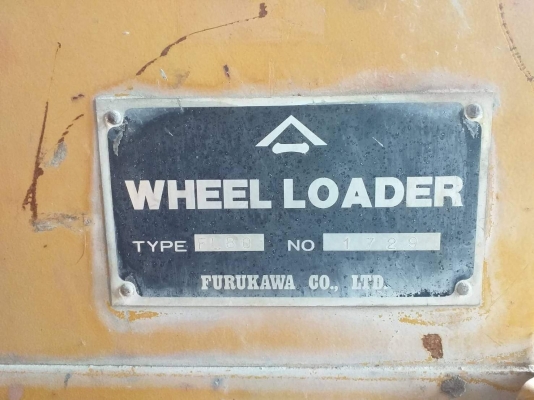 WHEEL LOADER
TYPE NO
FURUKAWA CO., LTD.